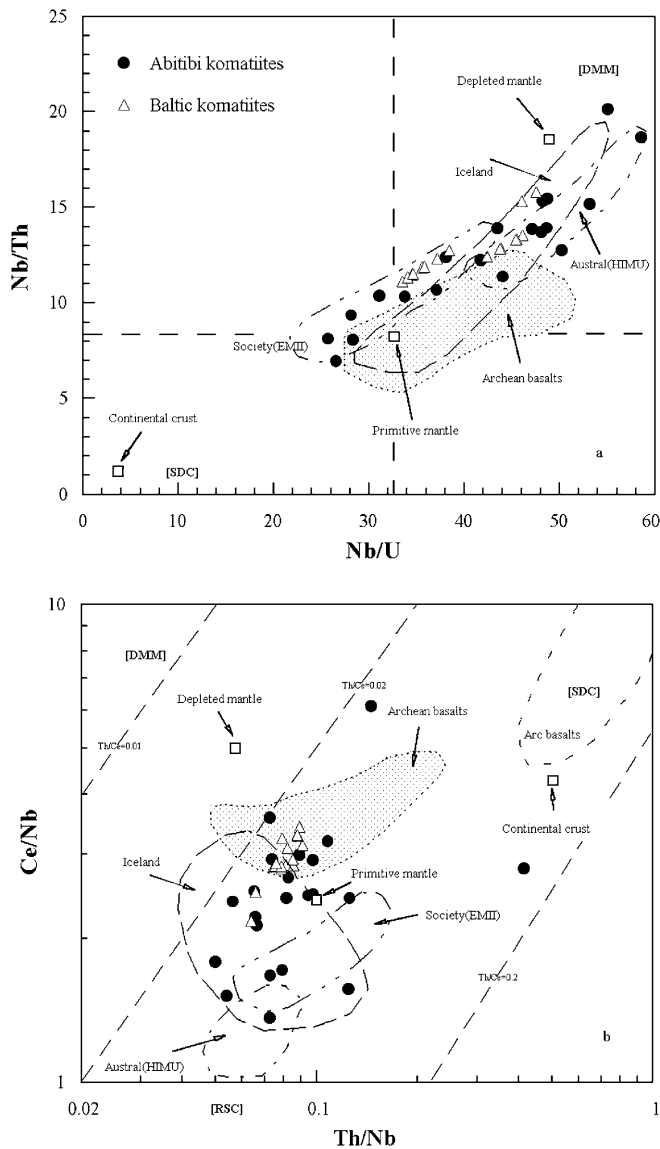 25
20
15
10
5
0
Nb/Th
Abitibi komatiites
Baltic komatiites
[DMM]
Depleted mantle
Iceland
Austral(HIMU)
Society(EMII)
Archean basalts
Continental crust
Primitive mantle
[SDC]
a
0 10 20 30 40 50 60
Nb/U
10
1
Ce/Nb
[DMM]
Th/Ce=0.02
Depleted mantle
[SDC]
Archean basalts
Arc basalts
Th/Ce=0.01
Continental crust
Iceland
Primitive mantle
Society(EMII)
Th/Ce=0.2
Austral(HIMU)
b
0.02 [RSC] 0.1 1
Th/Nb